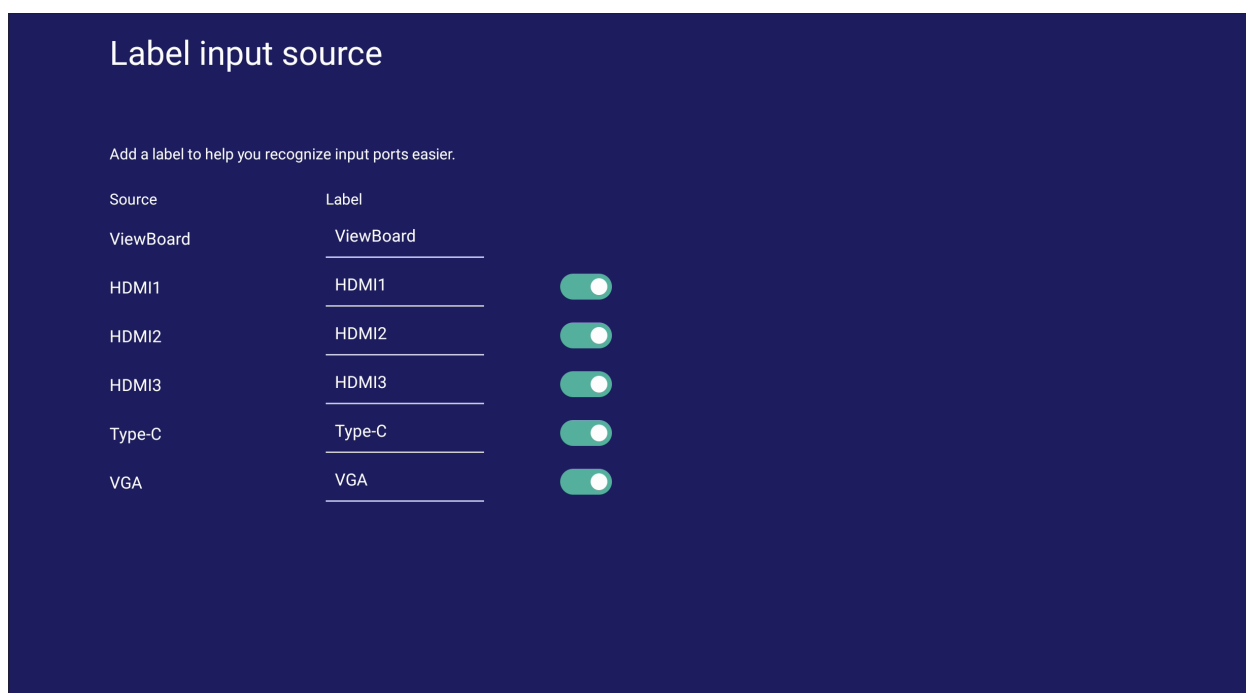 Label input source
Add a label to help you recognize input ports easier.
Source Label
ViewBoard ViewBoard
HDMI1 HDMI1
HDMI2 HDMI2
HDMI3 HDMI3
Type-C Type-C
VGA VGA